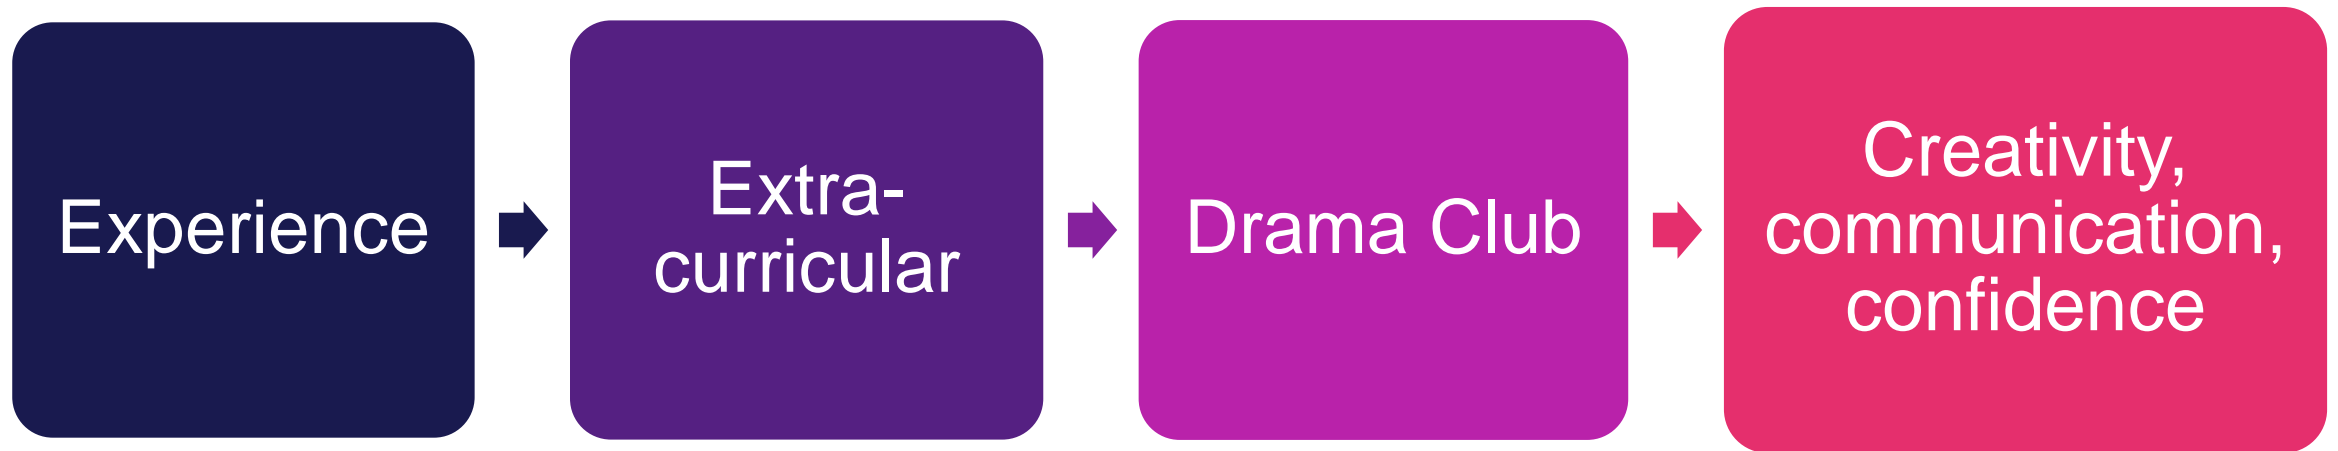 Experience
Extra-
curricular
Drama Club
Creativity,
communication,
confidence